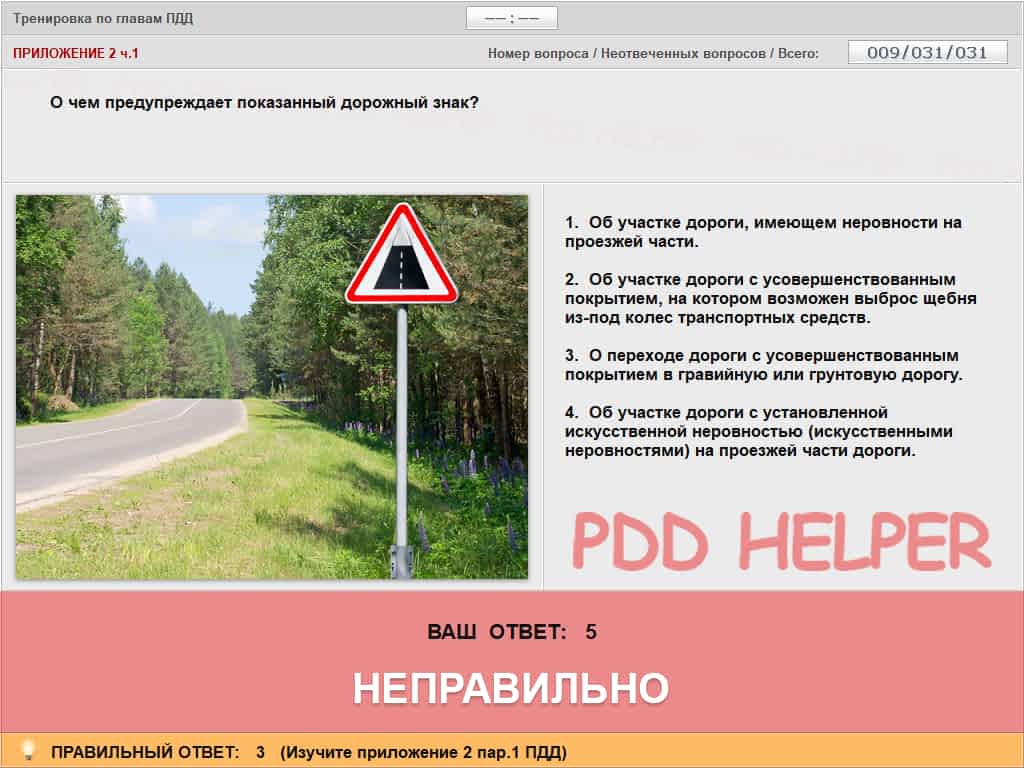 Тренировка по главам ПДД
—— : ——
ПРИЛОЖЕНИЕ 2 ч.1
Номер вопроса / Неотвеченных вопросов / Всего:
009/031/031
О чем предупреждает показанный дорожный знак?
1. Об участке дороги, имеющем неровности на
проезжей части.
2. Об участке дороги с усовершенствованным
покрытием, на котором возможен выброс щебня
из-под колес транспортных средств.
3. О переходе дороги с усовершенствованным
покрытием в гравийную или грунтовую дорогу.
4. Об участке дороги с установленной
искусственной неровностью (искусственными
неровностями) на проезжей части дороги.
PDD HELPER
ВАШ ОТВЕТ: 5
НЕПРАВИЛЬНО
ПРАВИЛЬНЫЙ ОТВЕТ: 3 (Изучите приложение 2 пар.1 ПДД)